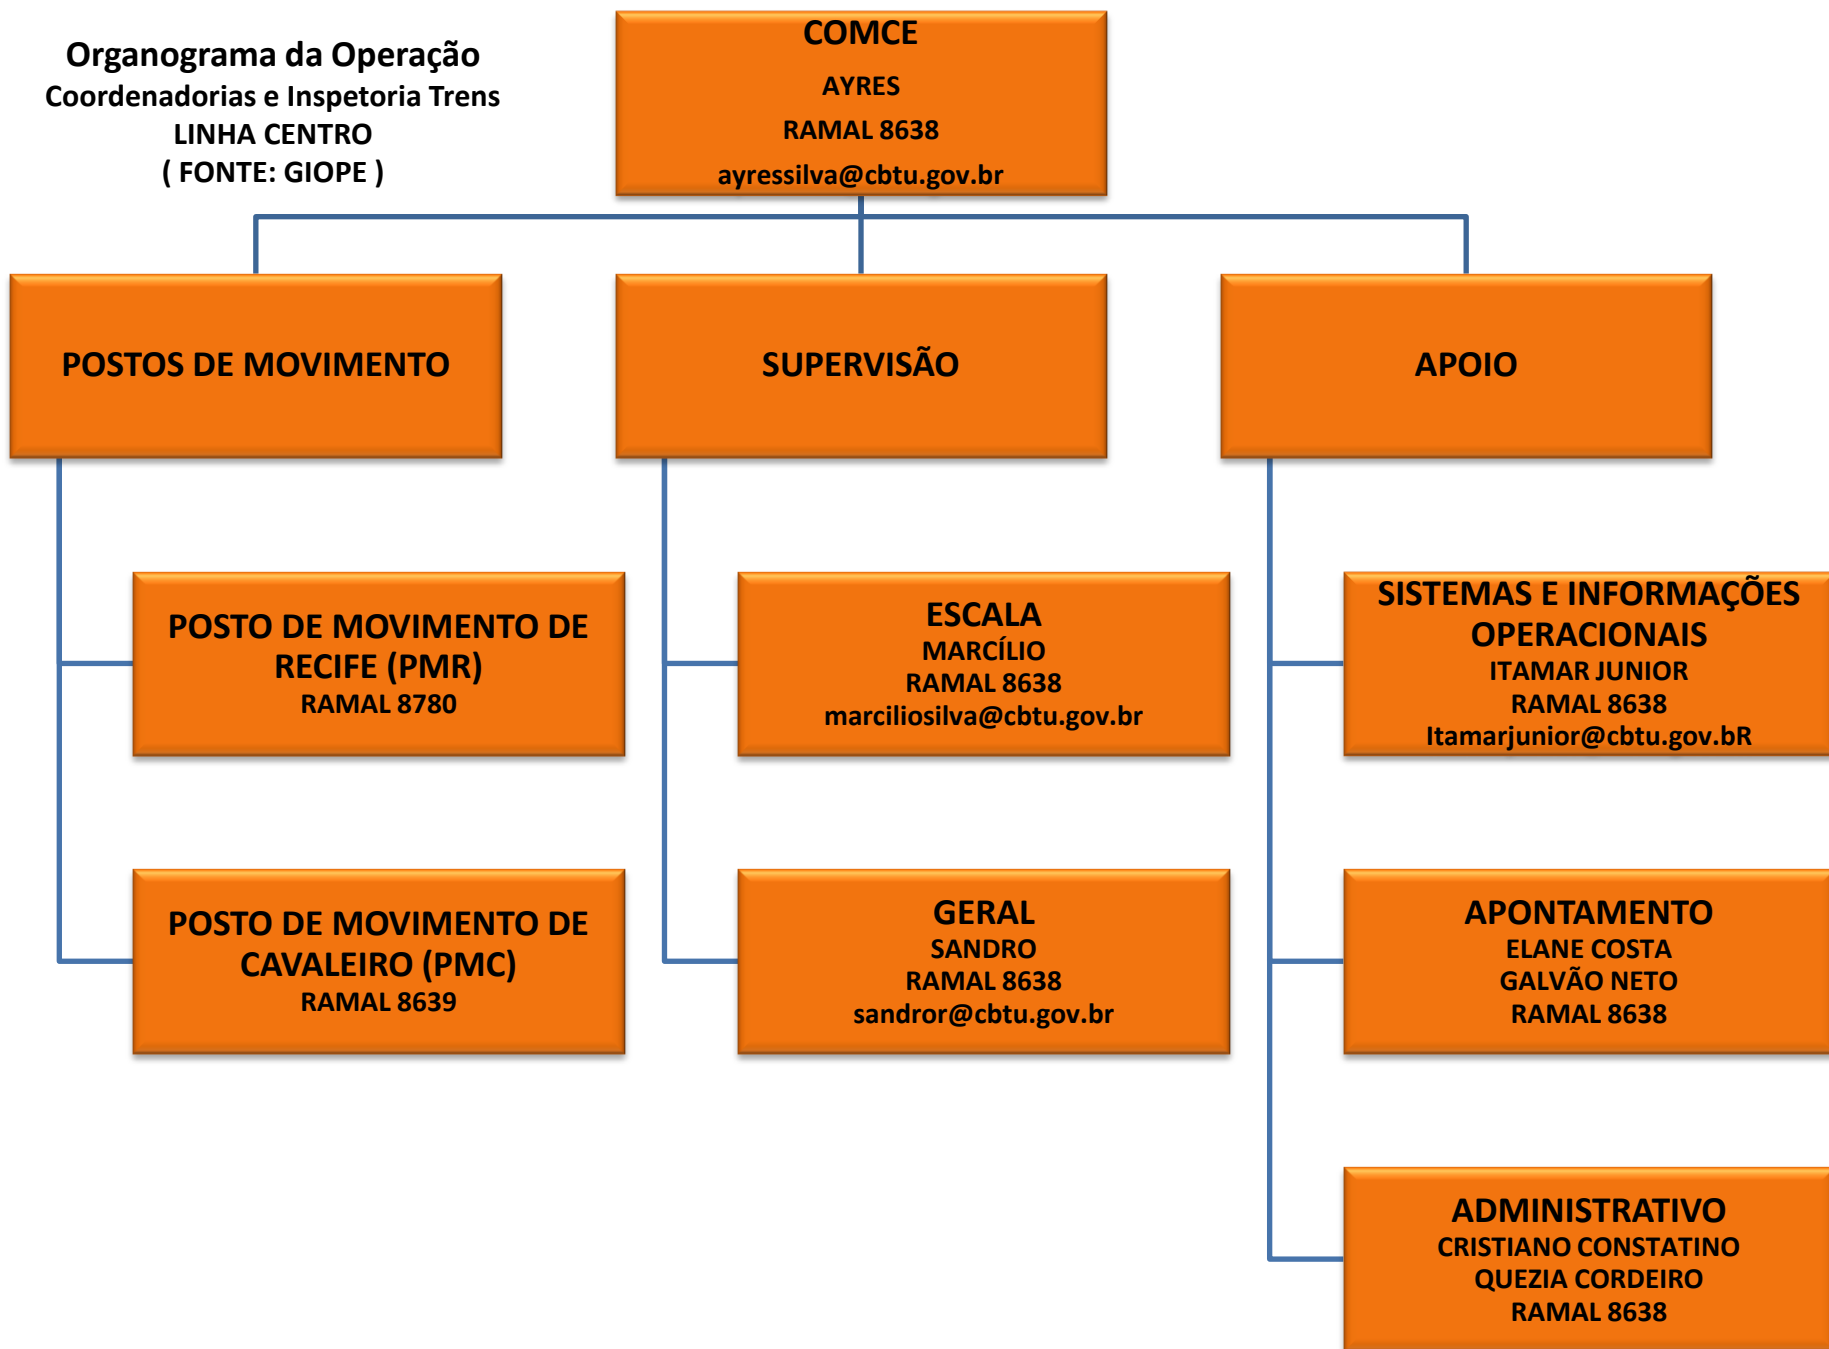 Organograma da Operação
Coordenadorias e Inspetoria Trens
LINHA CENTRO
( FONTE: GIOPE )
COMCE
AYRES
RAMAL 8638
ayressilva@cbtu.gov.br
POSTOS DE MOVIMENTO
SUPERVISÃO
APOIO
POSTO DE MOVIMENTO DE
RECIFE (PMR)
RAMAL 8780
ESCALA
MARCÍLIO
RAMAL 8638
marciliosilva@cbtu.gov.br
SISTEMAS E INFORMAÇÕES
OPERACIONAIS
ITAMAR JUNIOR
RAMAL 8638
Itamarjunior@cbtu.gov.bR
POSTO DE MOVIMENTO DE
CAVALEIRO (PMC)
RAMAL 8639
GERAL
SANDRO
RAMAL 8638
sandror@cbtu.gov.br
APONTAMENTO
ELANE COSTA
GALVÃO NETO
RAMAL 8638
ADMINISTRATIVO
CRISTIANO CONSTATINO
QUEZIA CORDEIRO
RAMAL 8638